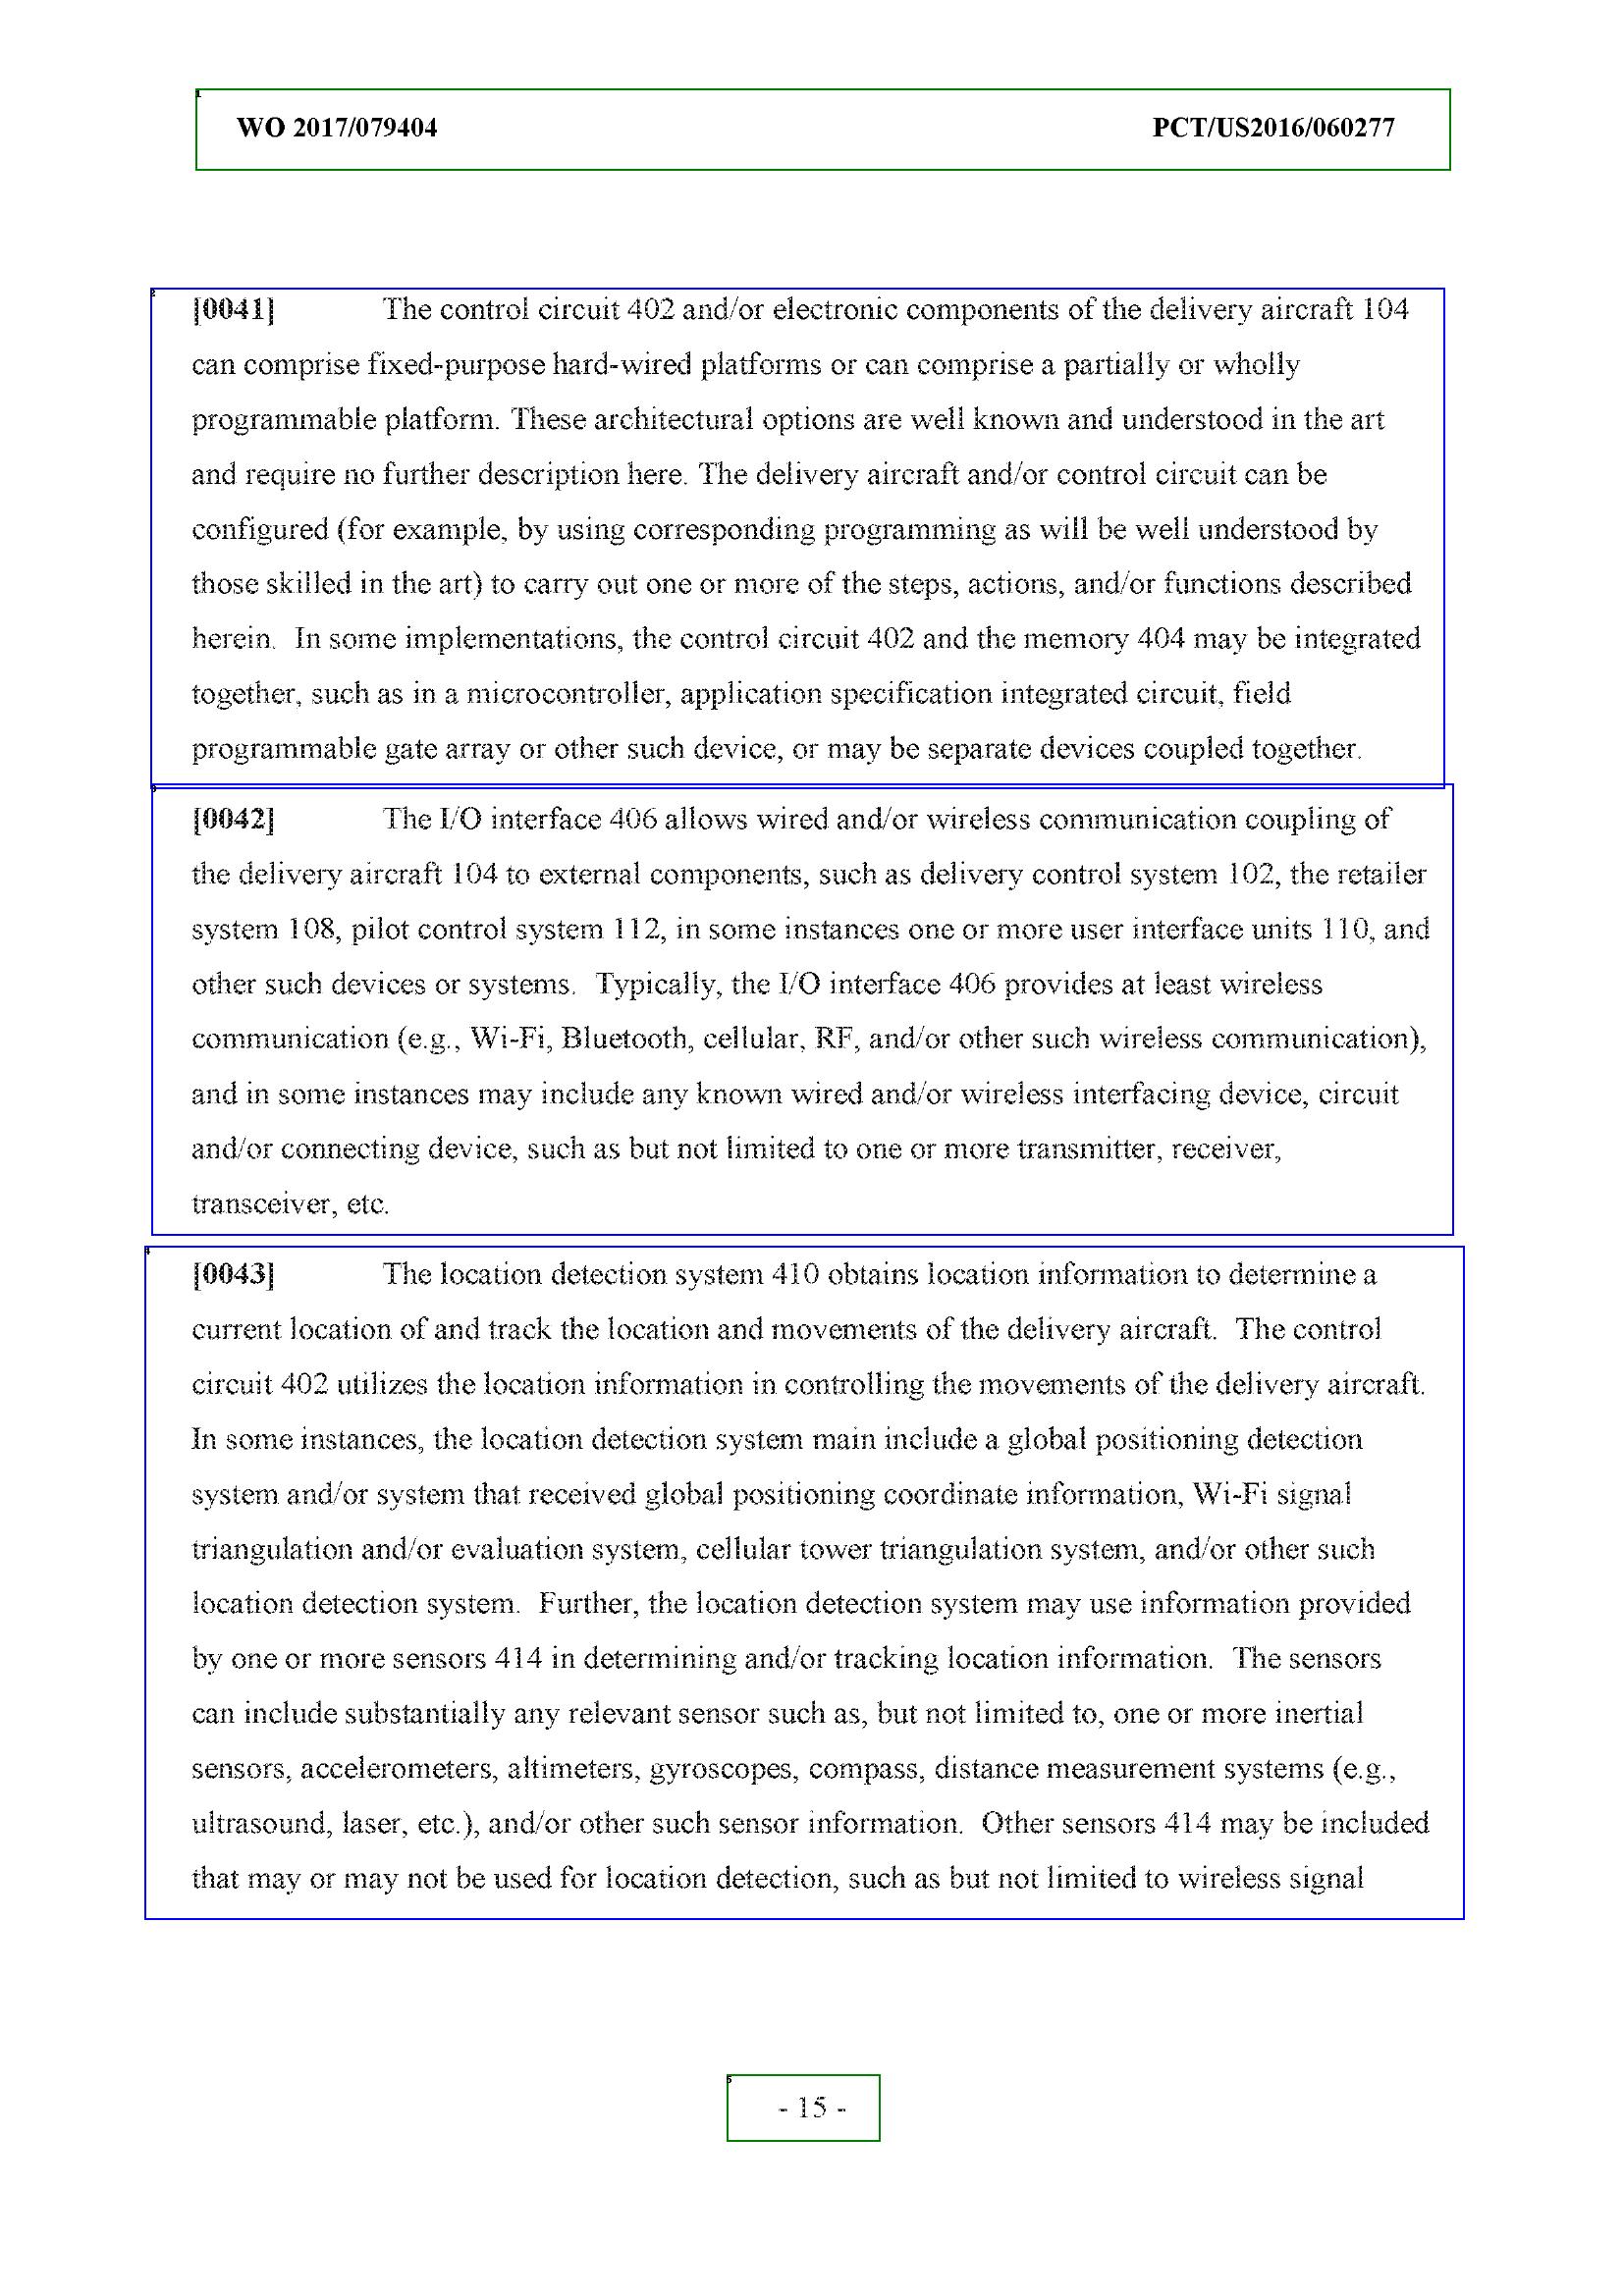 1
WO 2017/079404 PCT/US2016/060277
2
[0041] The control circuit 402 and/or electronic components of the delivery aircraft 104
can comprise fixed-purpose hard-wired platforms or can comprise a partially or wholly
programmable platform. These architectural options are well known and understood in the art
and require no further description here. The delivery aircraft and/or control circuit can be
configured (for example, by using corresponding programming as will be well understood by
those skilled in the art) to carry out one or more of the steps, actions, and/or functions described
herein.  In some implementations, the control circuit 402 and the memory 404 may be integrated
together, such as in a microcontroller, application specification integrated circuit, field
programmable gate array or other such device, or may be separate devices coupled together.
3
[0042] The I/O interface 406 allows wired and/or wireless communication coupling of
the delivery aircraft 104 to external components, such as delivery control system 102, the retailer
system 108, pilot control system 112, in some instances one or more user interface units 110, and
other such devices or systems.  Typically, the I/O interface 406 provides at least wireless
communication (e.g., Wi-Fi, Bluetooth, cellular, RF, and/or other such wireless communication),
and in some instances may include any known wired and/or wireless interfacing device, circuit
and/or connecting device, such as but not limited to one or more transmitter, receiver,
transceiver, etc.
4
[0043] The location detection system 410 obtains location information to determine a
current location of and track the location and movements of the delivery aircraft.  The control
circuit 402 utilizes the location information in controlling the movements of the delivery aircraft.
In some instances, the location detection system main include a global positioning detection
system and/or system that received global positioning coordinate information, Wi-Fi signal
triangulation and/or evaluation system, cellular tower triangulation system, and/or other such
location detection system.  Further, the location detection system may use information provided
by one or more sensors 414 in determining and/or tracking location information.  The sensors
can include substantially any relevant sensor such as, but not limited to, one or more inertial
sensors, accelerometers, altimeters, gyroscopes, compass, distance measurement systems (e.g.,
ultrasound, laser, etc.), and/or other such sensor information.  Other sensors 414 may be included
that may or may not be used for location detection, such as but not limited to wireless signal
5
- 15 -